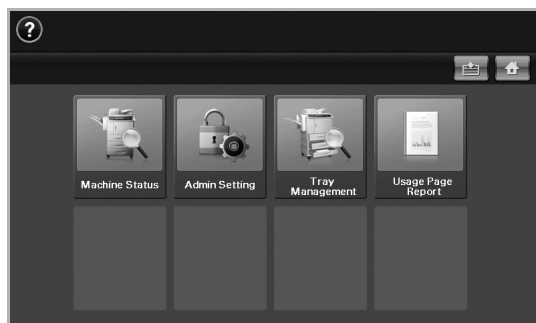 ?
Machine Status
Admin Setting
Tray
Management
Usage Page
Report